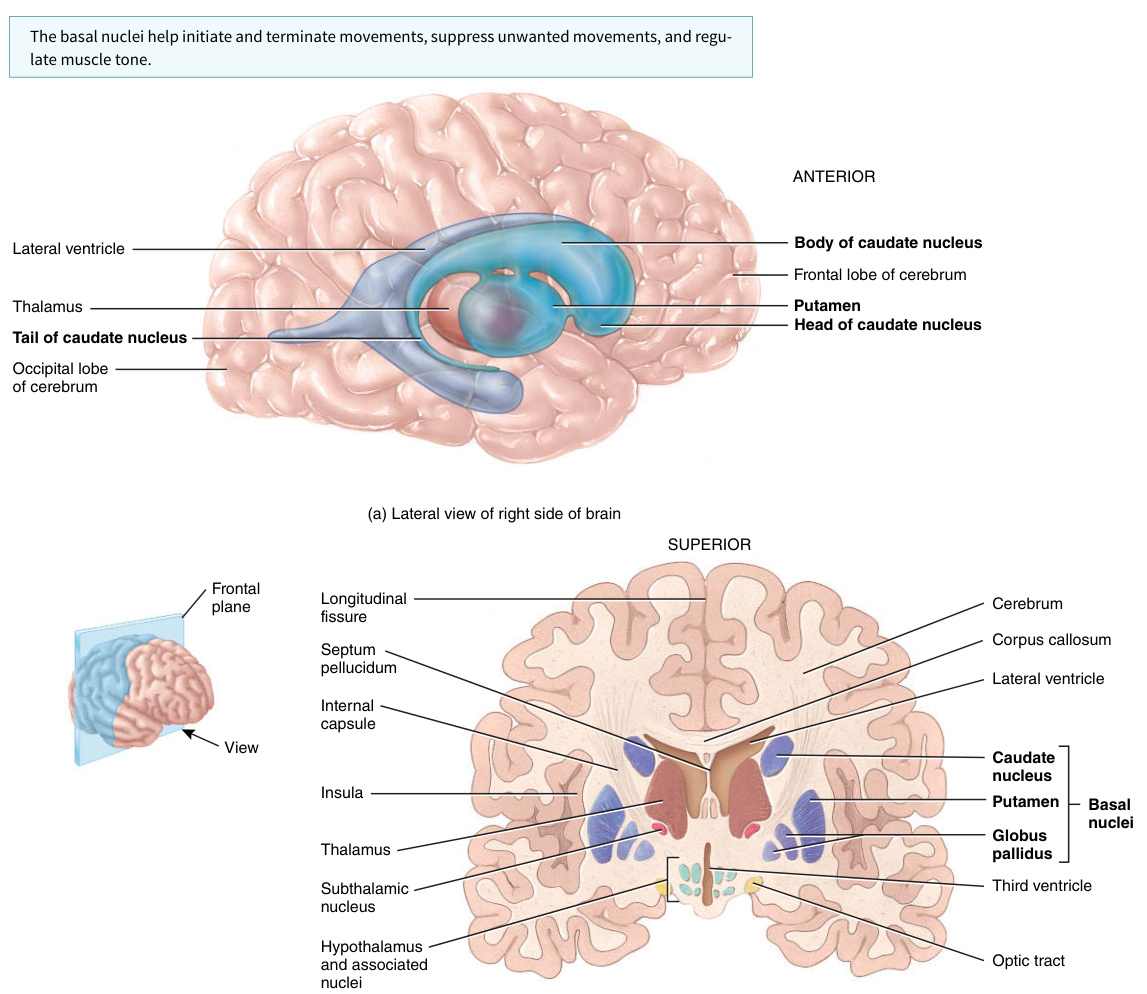 The basal nuclei help initiate and terminate movements, suppress unwanted movements, and regu-
late muscle tone.
ANTERIOR
Lateral ventricle
Thalamus
Tail of caudate nucleus
Occipital lobe
of cerebrum
Body of caudate nucleus
Frontal lobe of cerebrum
Putamen
Head of caudate nucleus
(a) Lateral view of right side of brain
SUPERIOR
Frontal
plane
View
Longitudinal
fissure
Septum
pellucidum
Internal
capsule
Insula
Thalamus
Subthalamic
nucleus
Hypothalamus
and associated
nuclei
Cerebrum
Corpus callosum
Lateral ventricle
Caudate
nucleus
Putamen
Globus
pallidus
Basal
nuclei
Third ventricle
Optic tract